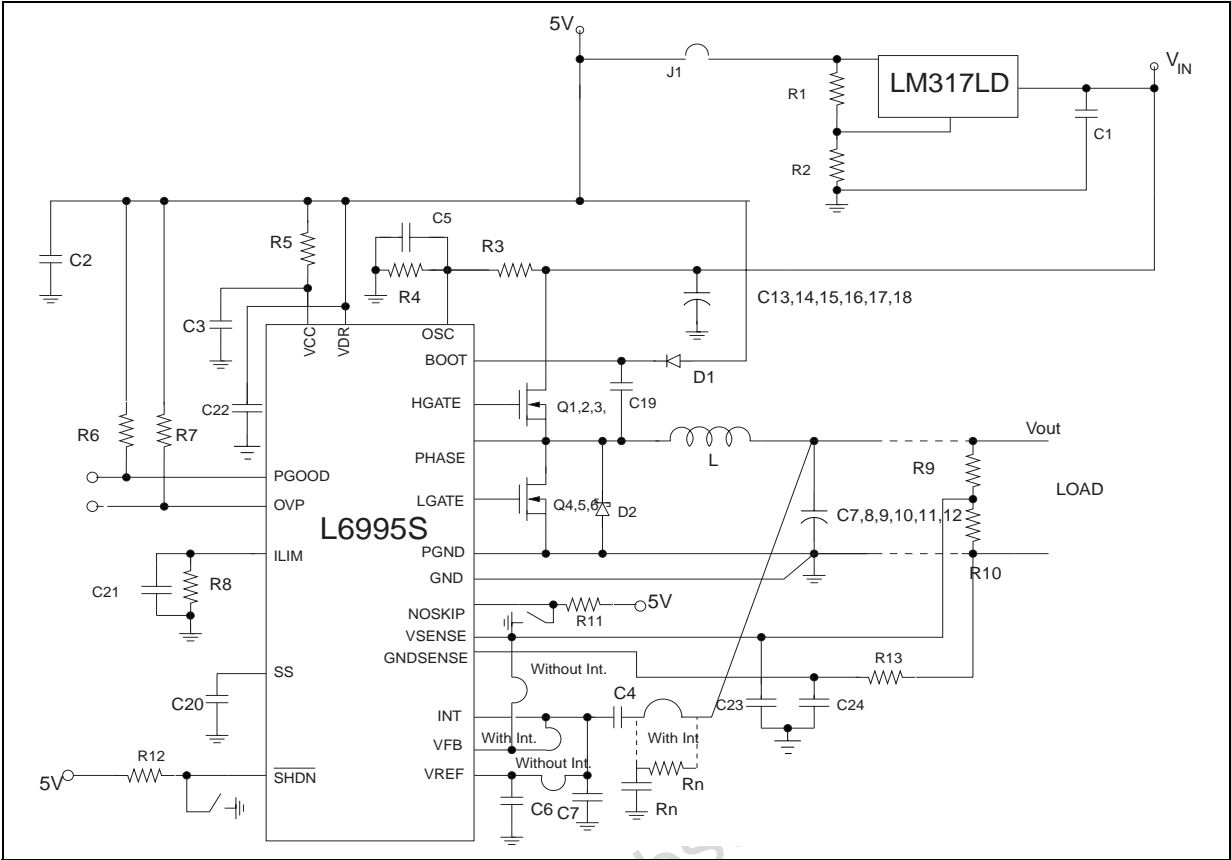 5V
J1
R1
LM317LD
VIN
C1
R2
C5
R5
R3
C2
R4
C13,14,15,16,17,18
C3
VCC
VDR
OSC
BOOT
D1
C22
HGATE
Q1,2,3,
C19
R6
R7
Vout
PHASE
L
R9
PGOOD
LGATE
LOAD
OVP
L6995S
Q4,5,6
D2
C7,8,9,10,11,12
ILIM
PGND
R10
C21
R8
GND
NOSKIP
R11
5V
VSENSE
GNDSENSE
Without Int.
R13
SS
C20
C4
C23
C24
INT
With Int.
With Int
VFB
Without Int.
R12
5V
SHDN
VREF
Rn
C6
C7
Rn